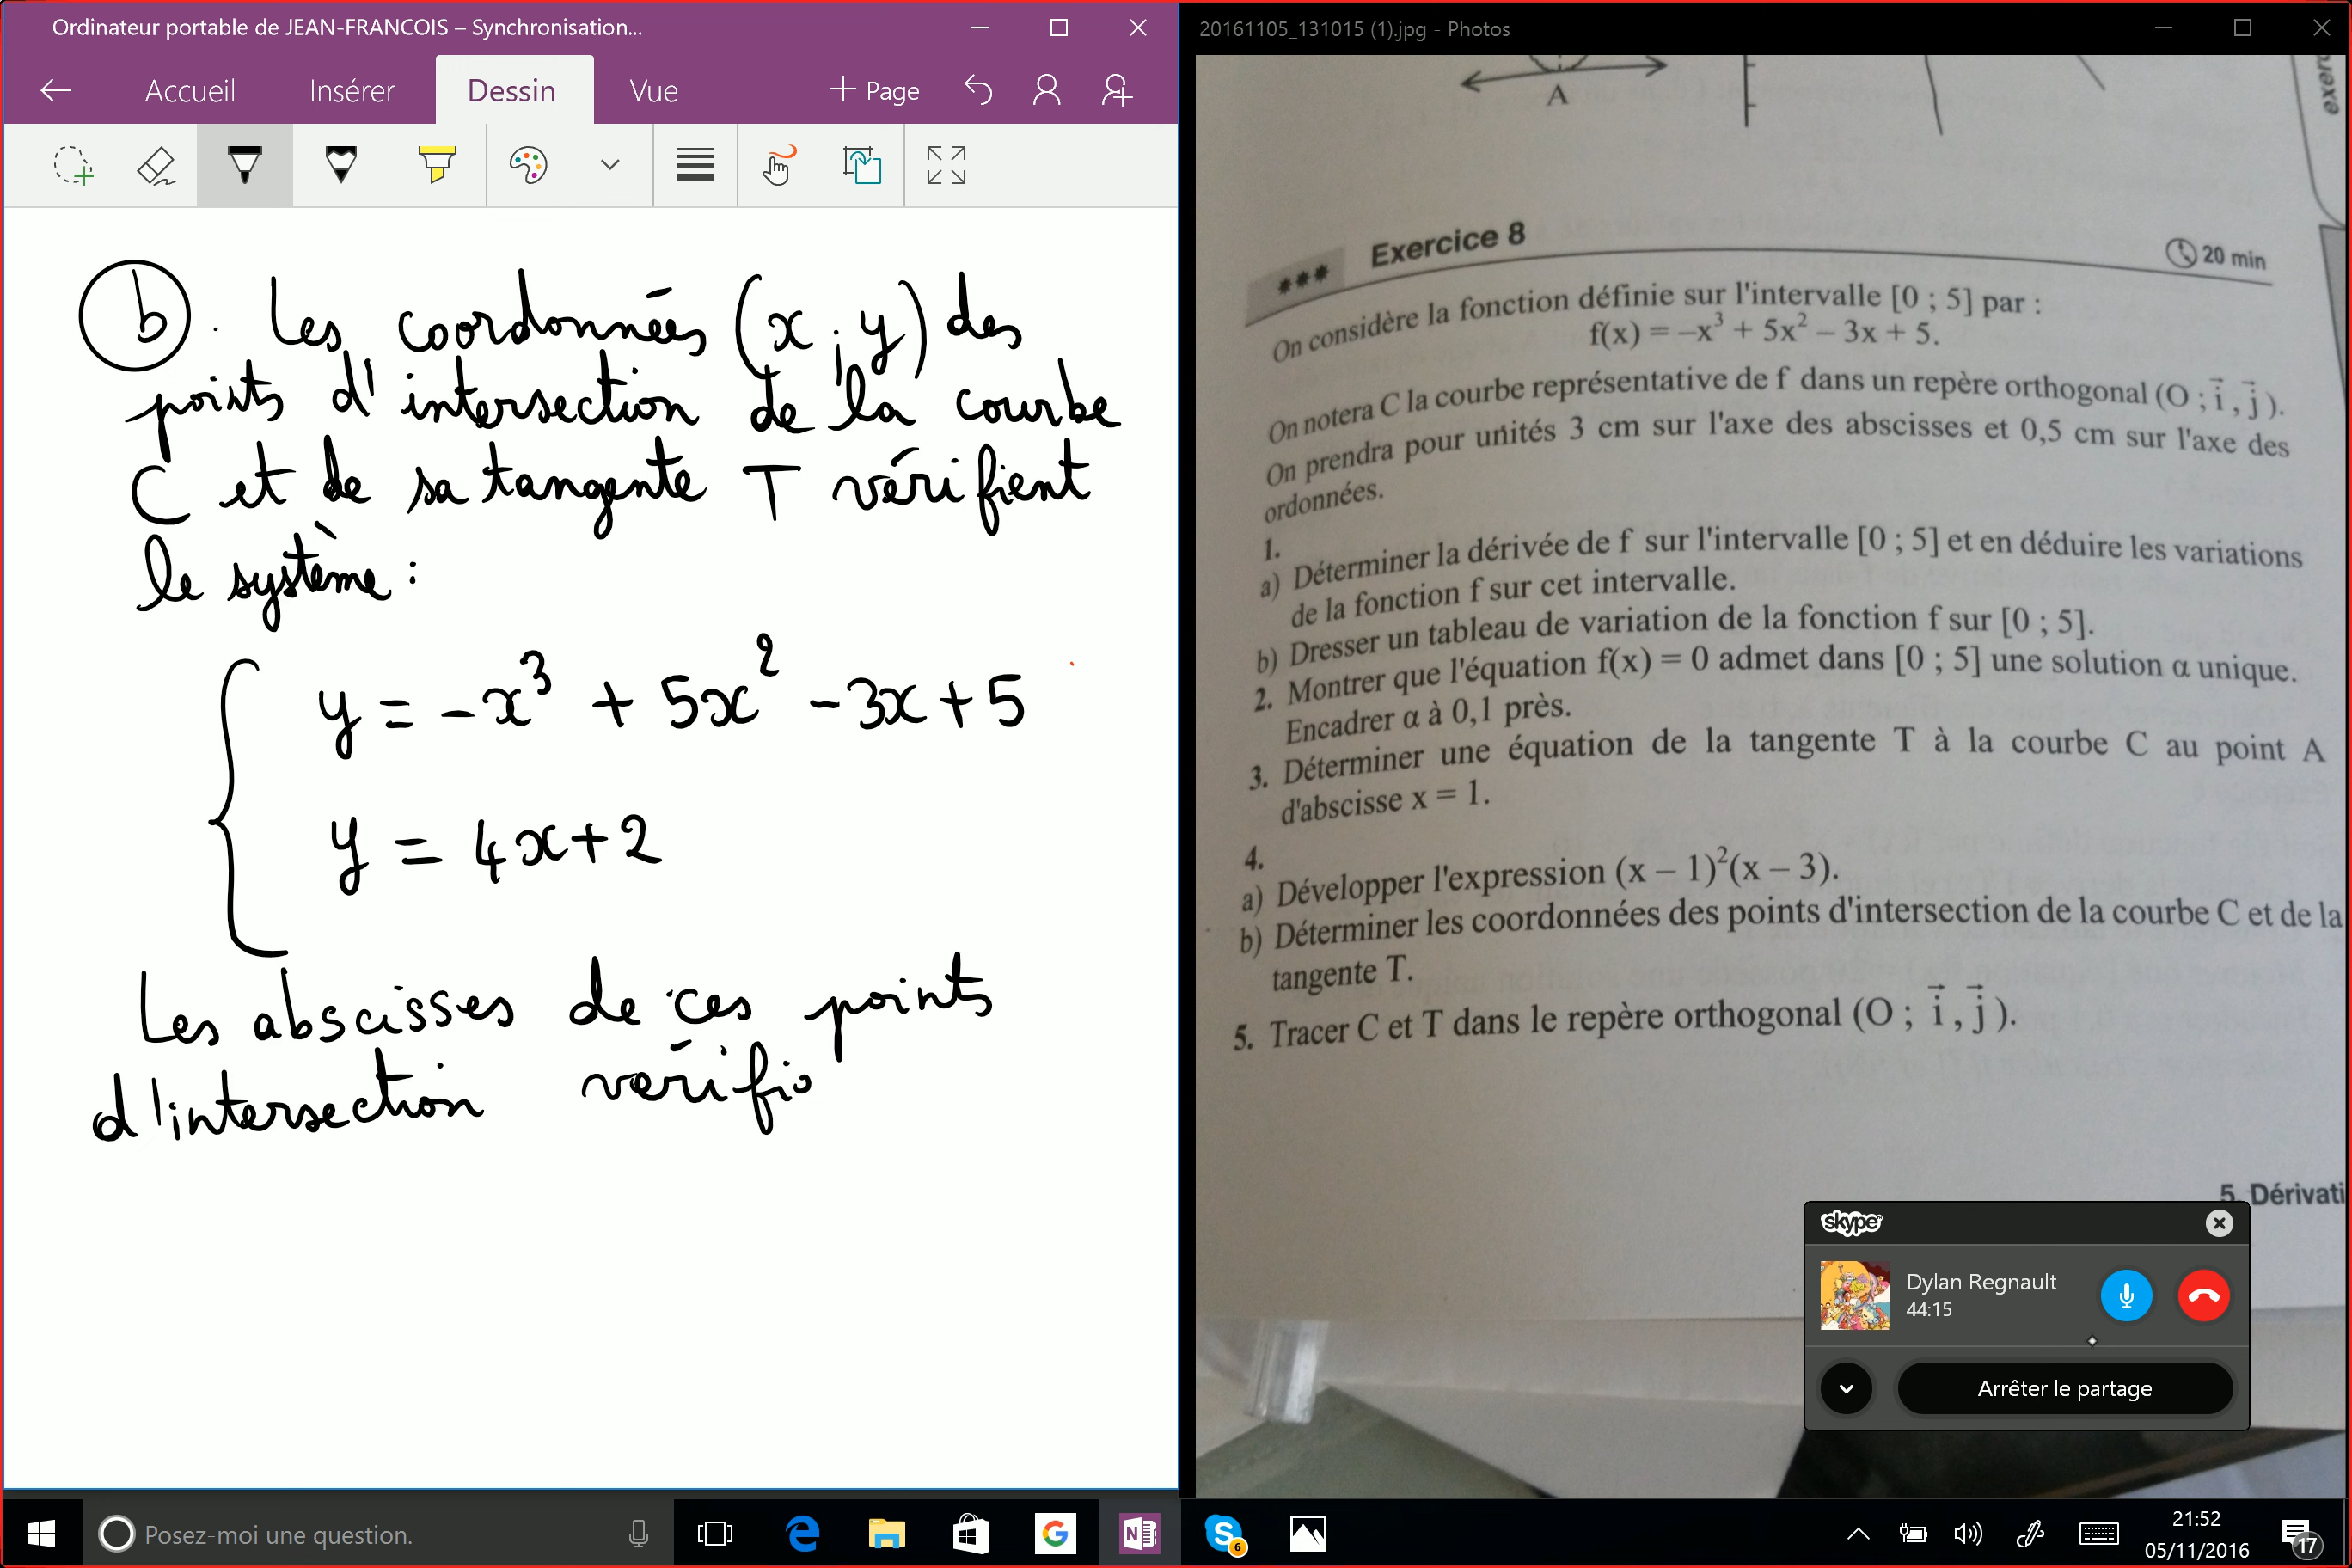 Ordinateur portable de JEAN-FRANCOIS – Synchronisation...
Accueil Insérer Dessin Vue Page
b. Les coordonnées (x ; y) des
points d'intersection de la courbe
C et de sa tangente T vérifient
le système :
y = -x³ + 5x² - 3x + 5
y = 4x + 2
Les abscisses de ces points
d'intersection vérifio
20161105_131015 (1).jpg - Photos
A
exer
*** Exercice 8 20 min
On considère la fonction définie sur l'intervalle [0 ; 5] par :
f(x) = –x³ + 5x² – 3x + 5.
On notera C la courbe représentative de f dans un repère orthogonal (O ; i⃗ , j⃗ ).
On prendra pour unités 3 cm sur l'axe des abscisses et 0,5 cm sur l'axe des
ordonnées.
1.
a) Déterminer la dérivée de f sur l'intervalle [0 ; 5] et en déduire les variations
de la fonction f sur cet intervalle.
b) Dresser un tableau de variation de la fonction f sur [0 ; 5].
2. Montrer que l'équation f(x) = 0 admet dans [0 ; 5] une solution α unique.
Encadrer α à 0,1 près.
3. Déterminer une équation de la tangente T à la courbe C au point A
d'abscisse x = 1.
4.
a) Développer l'expression (x – 1)²(x – 3).
b) Déterminer les coordonnées des points d'intersection de la courbe C et de la
tangente T.
5. Tracer C et T dans le repère orthogonal (O ; i⃗ , j⃗ ).
5. Dérivati
skype
Dylan Regnault
44:15
Arrêter le partage
Posez-moi une question.
21:52
05/11/2016
17
6